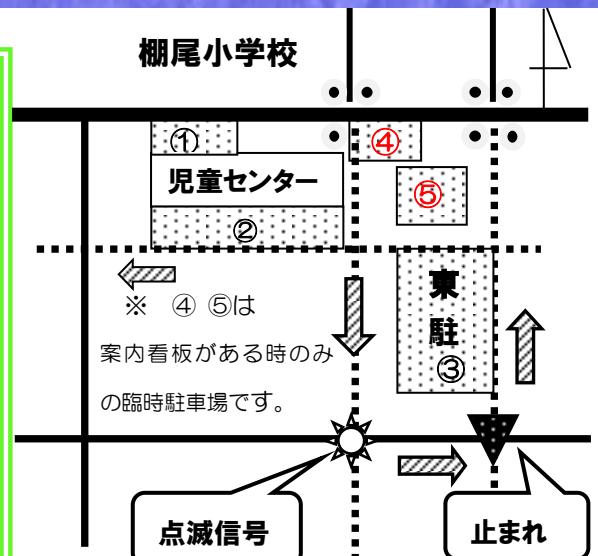 棚尾小学校
①
④
児童センター
⑤
②
東
駐
③
※ ④ ⑤は
案内看板がある時のみ
の臨時駐車場です。
点滅信号
止まれ